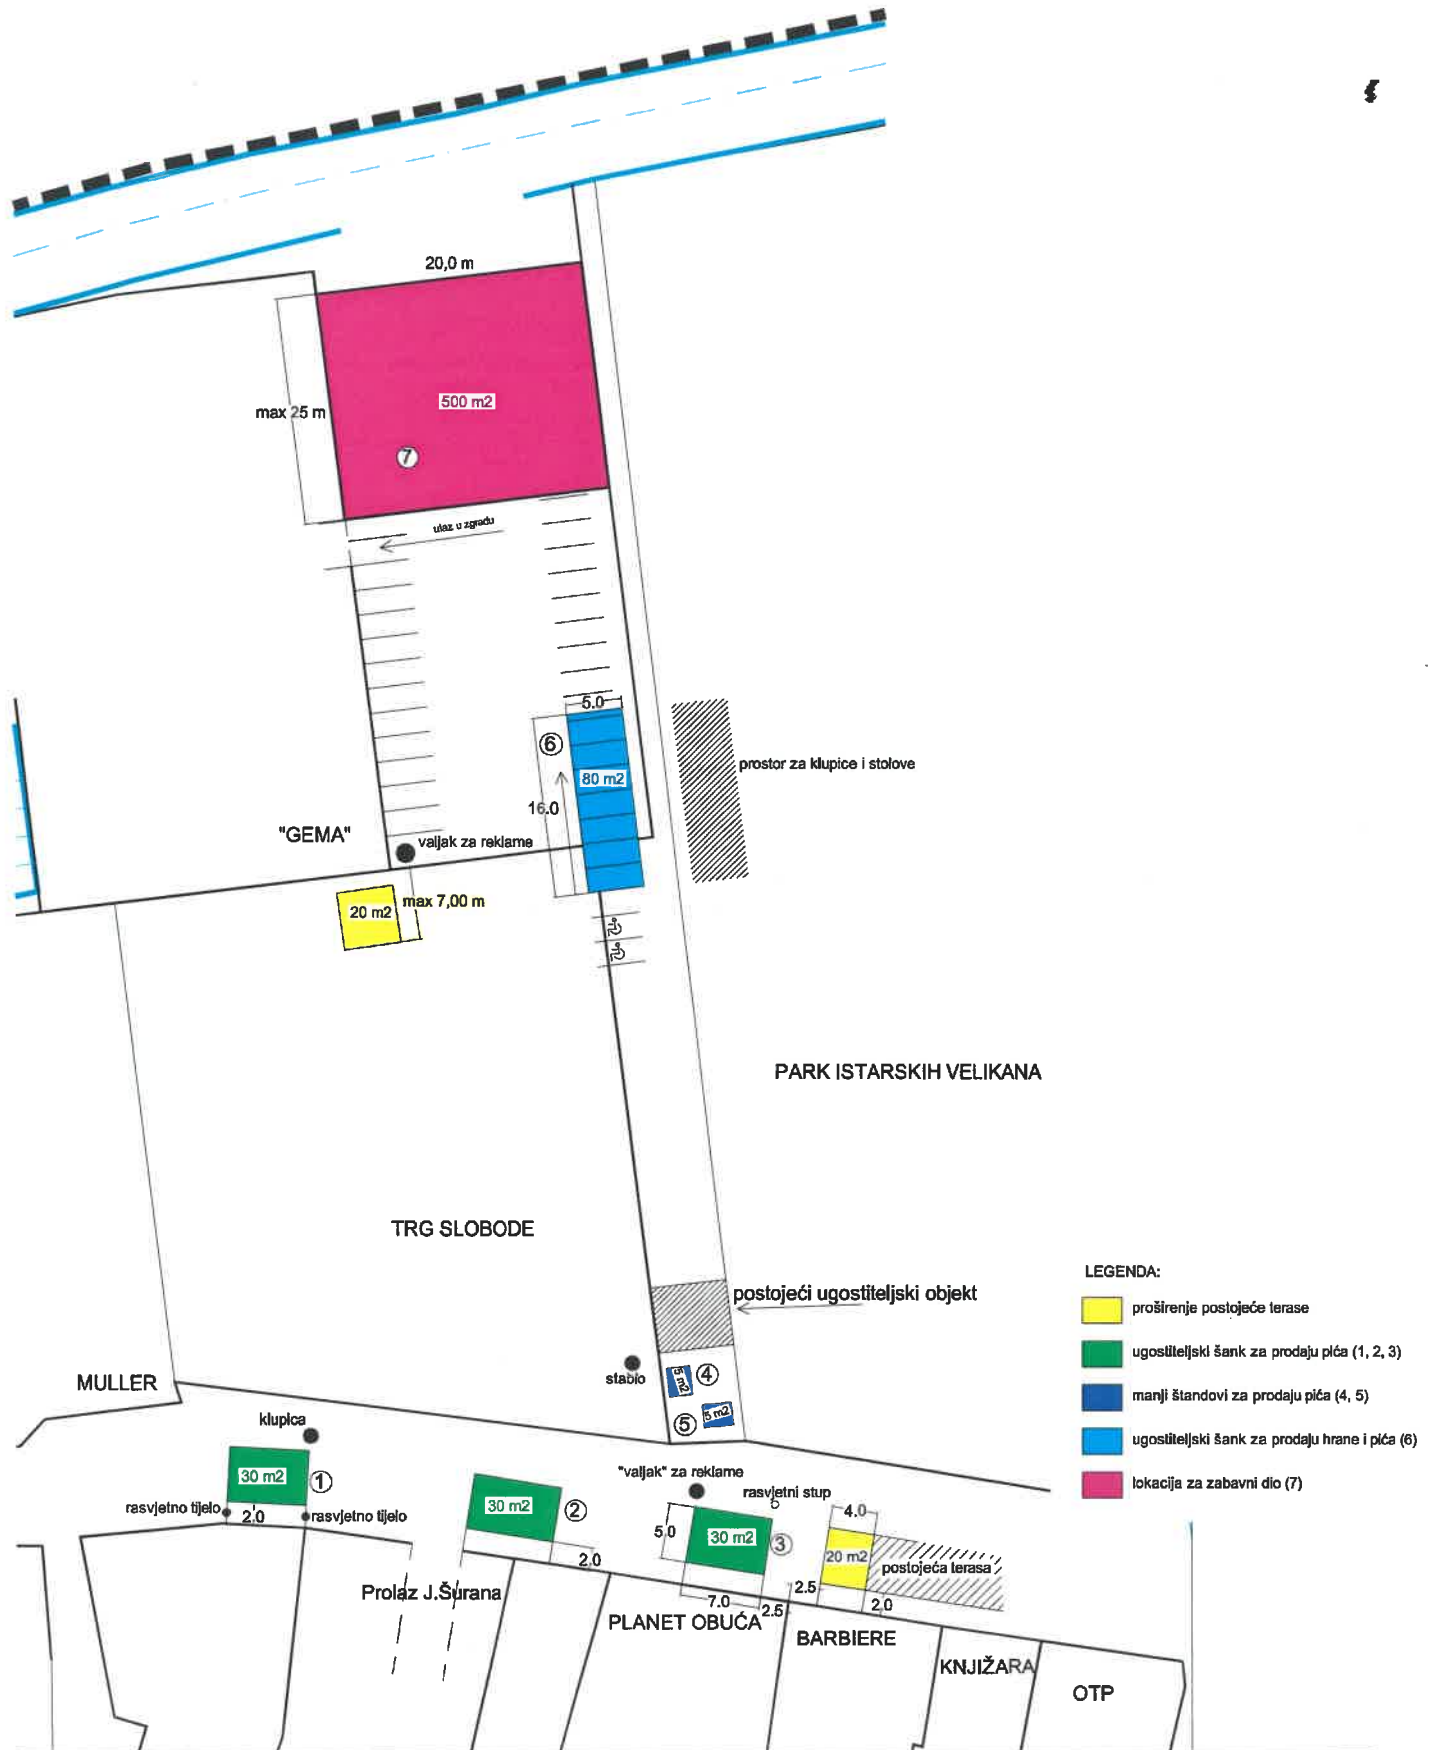 20,0 m
max 25 m
500 m2
7
ulaz u zgradu
5.0
6
80 m2
16.0
prostor za klupice i stolove
"GEMA"
valjak za reklame
20 m2
max 7,00 m
PARK ISTARSKIH VELIKANA
TRG SLOBODE
postojeći ugostiteljski objekt
LEGENDA:
proširenje postojeće terase
ugostiteljski šank za prodaju pića (1, 2, 3)
manji štandovi za prodaju pića (4, 5)
ugostiteljski šank za prodaju hrane i pića (6)
lokacija za zabavni dio (7)
stablo
5 m2
4
5 m2
5
MULLER
klupica
30 m2
1
rasvjetno tijelo
2.0
rasvjetno tijelo
30 m2
2
2.0
Prolaz J.Šurana
"valjak" za reklame
rasvjetni stup
5.0
30 m2
3
7.0
2.5
4.0
20 m2
postojeća terasa
2.5
2.0
PLANET OBUĆA
BARBIERE
KNJIŽARA
OTP